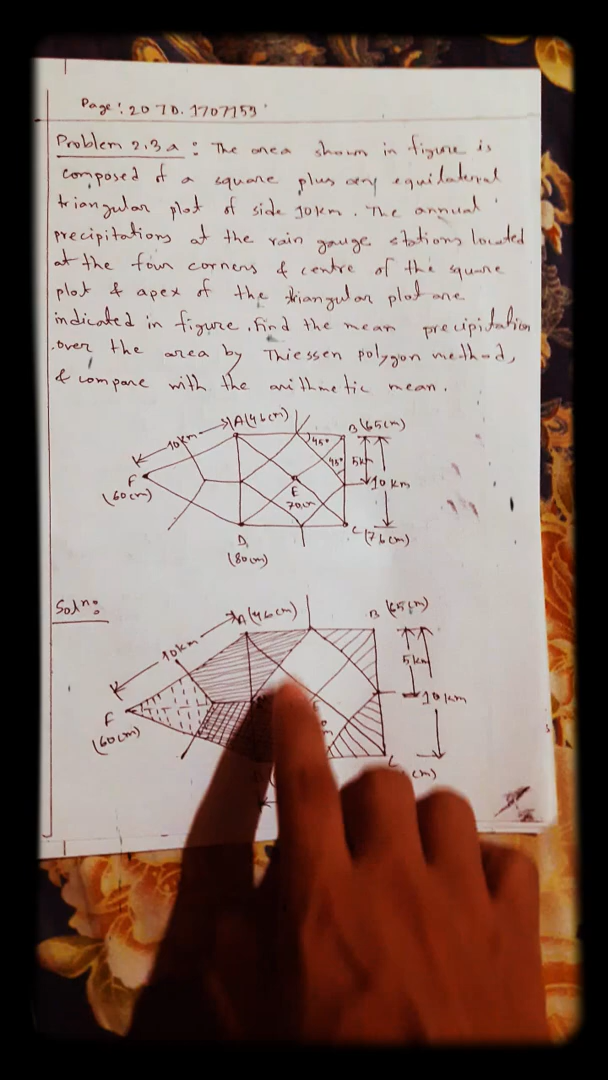 Page: 20 ID. 1707153
Problem 2.3a: The area shown in figure is
composed of a square plus any equilateral
triangular plot of side 10km. The annual
precipitations at the rain gauge stations located
at the four corners & centre of the square
plot & apex of the triangular plot are
indicated in figure. Find the mean precipitation
over the area by Thiessen polygon method,
& compare with the arithmetic mean.
A(46cm)
B (65cm)
10km
45°
45°
5km
10 km
F
(60cm)
E
70cm
D
(80cm)
C(76cm)
Soln:
A(46cm)
B (65cm)
10km
5km
10km
F
(60cm)